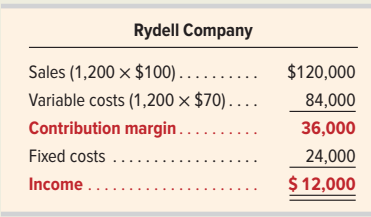 Rydell Company
Sales (1,200 × $100) . . . . . . . . . . $120,000
Variable costs (1,200 × $70) . . . . 84,000
Contribution margin . . . . . . . . . . 36,000
Fixed costs . . . . . . . . . . . . . . . . . . 24,000
Income . . . . . . . . . . . . . . . . . . . . . $ 12,000